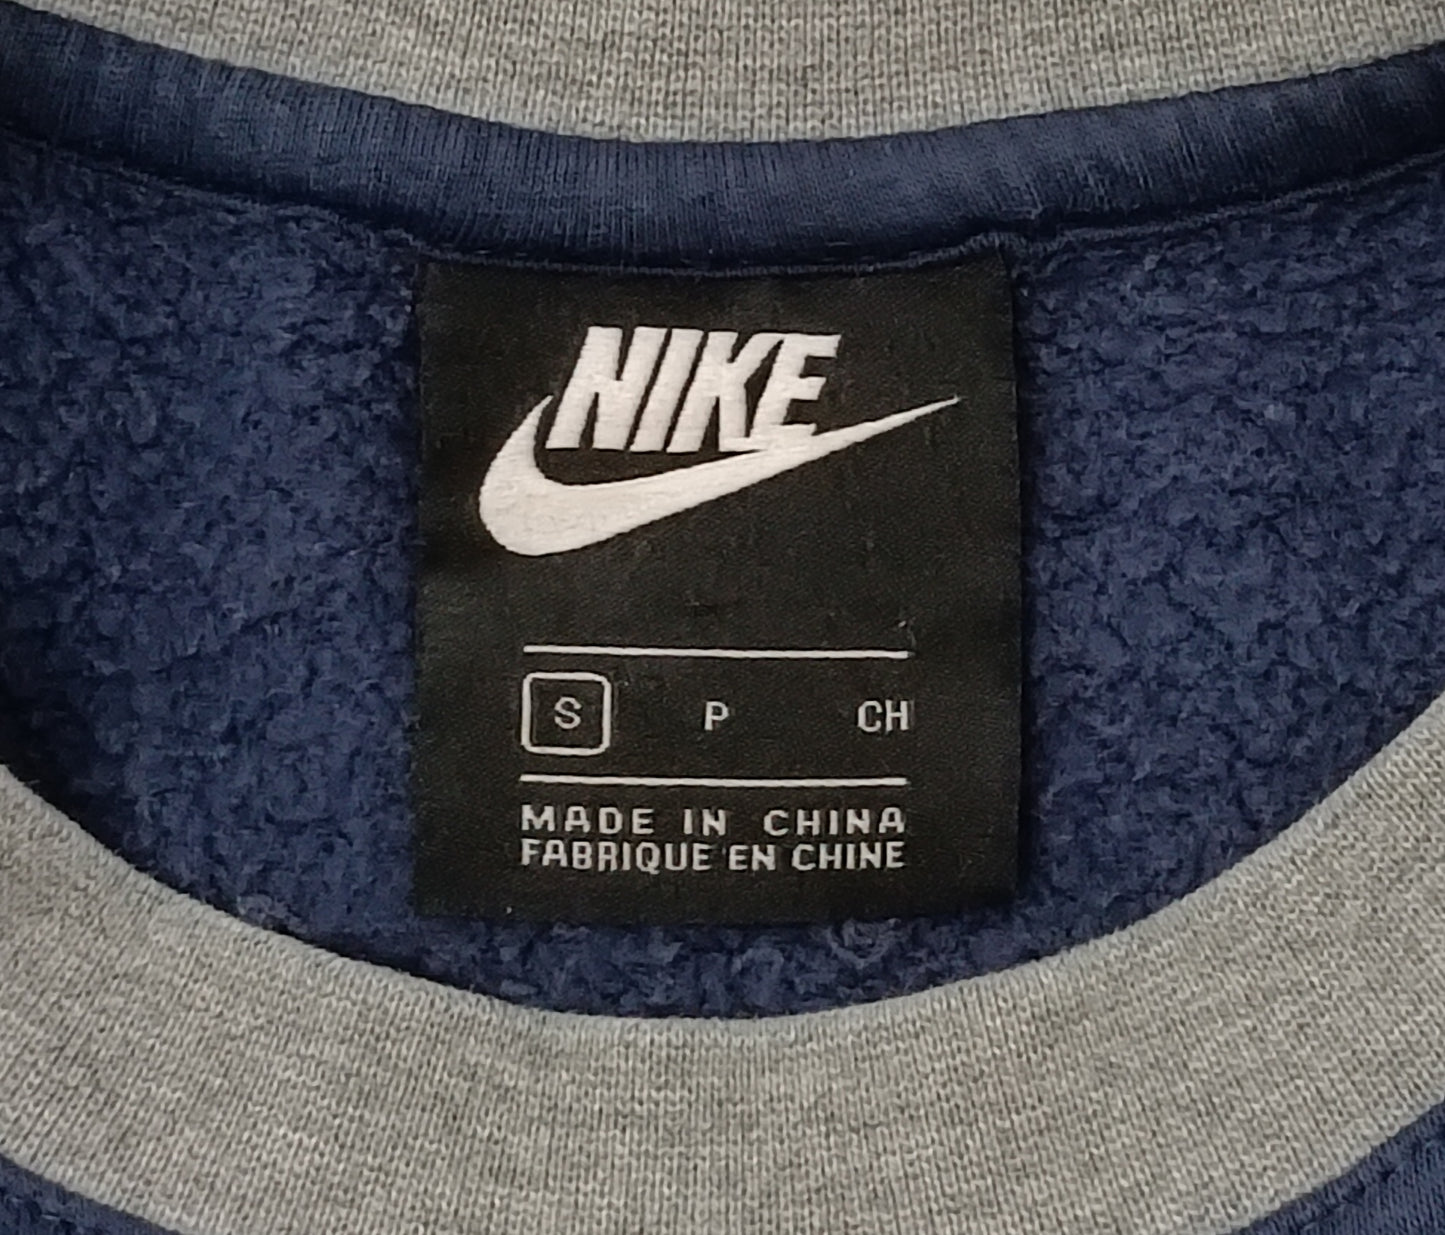 NIKE
S P CH
MADE IN CHINA
FABRIQUE EN CHINE